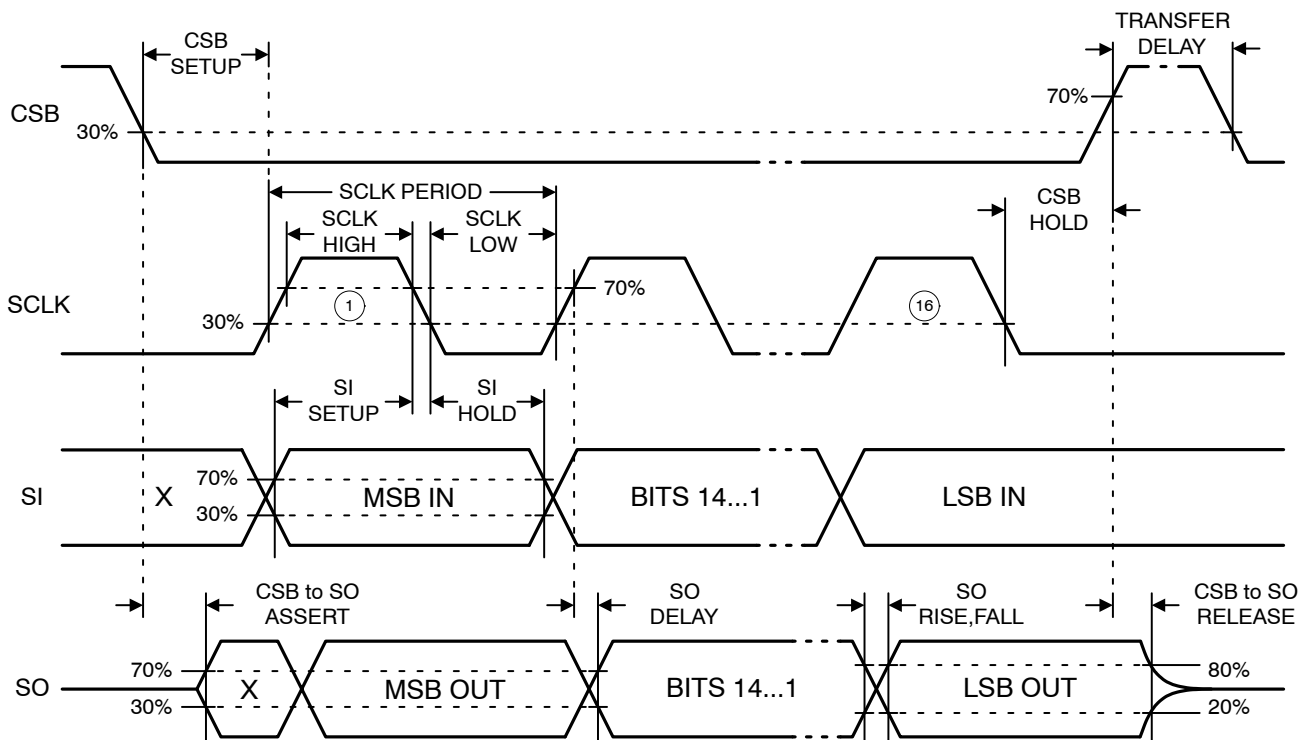 CSB
SETUP
TRANSFER
DELAY
CSB
30%
70%
SCLK PERIOD
SCLK
HIGH
SCLK
LOW
CSB
HOLD
SCLK
30%
1
70%
16
SI
SETUP
SI
HOLD
SI
X
70%
30%
MSB IN
BITS 14...1
LSB IN
CSB to SO
ASSERT
SO
DELAY
SO
RISE,FALL
CSB to SO
RELEASE
SO
70%
30%
X
MSB OUT
BITS 14...1
LSB OUT
80%
20%